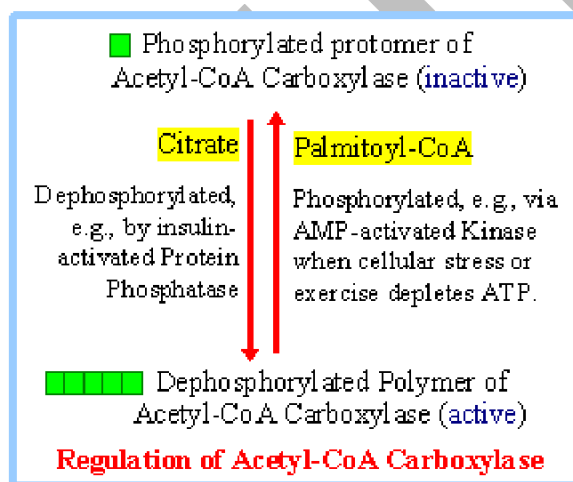 Phosphorylated protomer of
Acetyl-CoA Carboxylase (inactive)
Citrate
Dephosphorylated,
e.g., by insulin-
activated Protein
Phosphatase
Palmitoyl-CoA
Phosphorylated, e.g., via
AMP-activated Kinase
when cellular stress or
exercise depletes ATP.
Dephosphorylated Polymer of
Acetyl-CoA Carboxylase (active)
Regulation of Acetyl-CoA Carboxylase